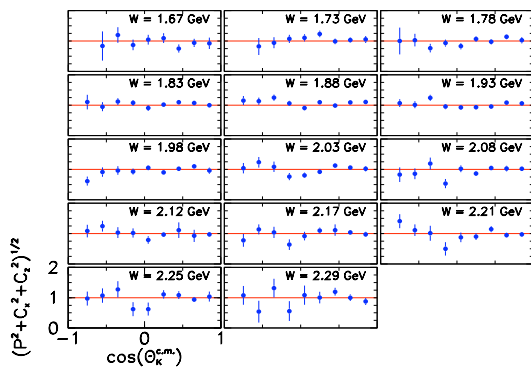 W = 1.67 GeV
W = 1.73 GeV
W = 1.78 GeV
W = 1.83 GeV
W = 1.88 GeV
W = 1.93 GeV
W = 1.98 GeV
W = 2.03 GeV
W = 2.08 GeV
W = 2.12 GeV
W = 2.17 GeV
W = 2.21 GeV
W = 2.25 GeV
W = 2.29 GeV
(P²+Cₓ²+C_z²)^1/2
2
1
0
-1
0
1
cos(Θ_K^c.m.)